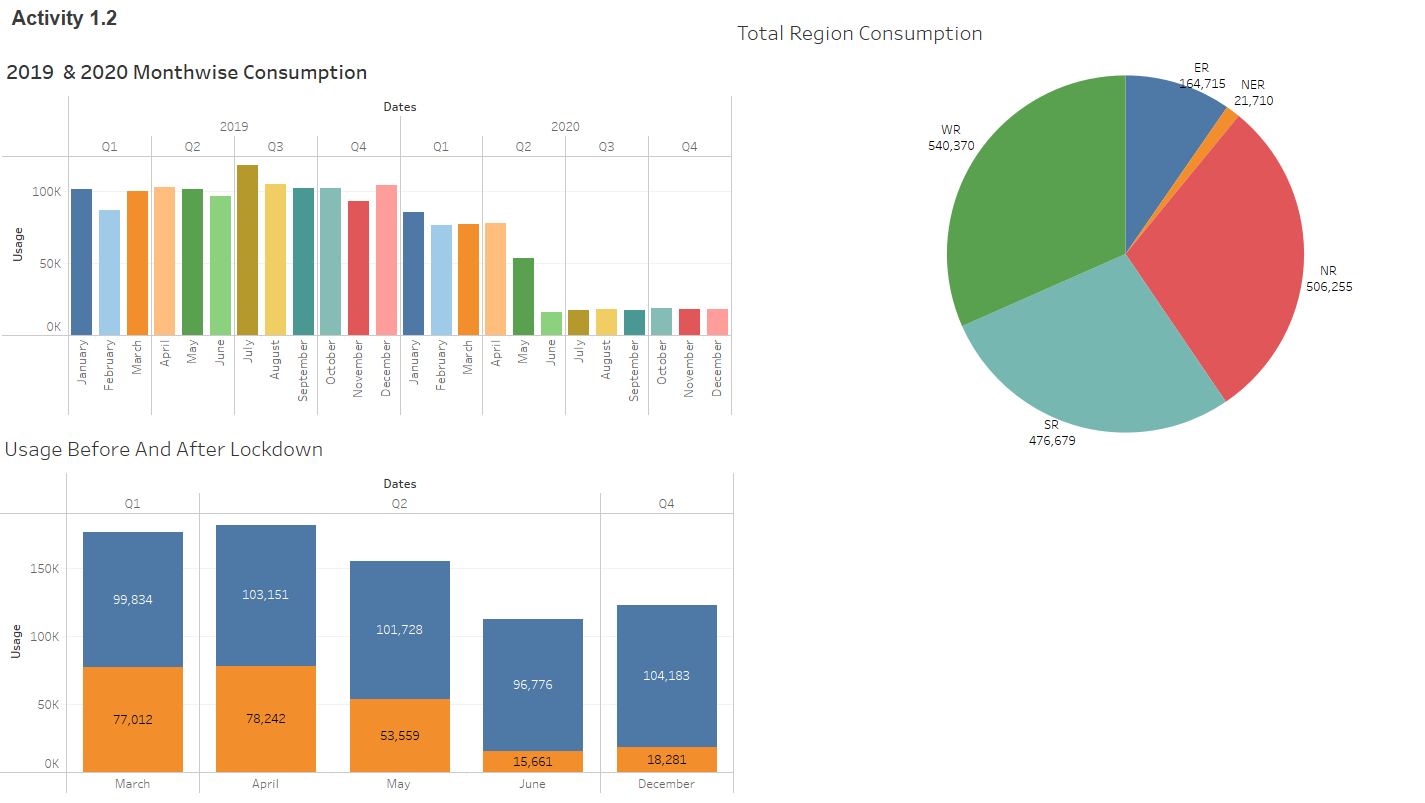 Activity 1.2
2019 & 2020 Monthwise Consumption
Dates
2019 2020
Q1 Q2 Q3 Q4 Q1 Q2 Q3 Q4
100K
50K
0K
Usage
January February March April May June July August September October November December January February March April May June July August September October November December
Total Region Consumption
ER
164,715
NER
21,710
WR
540,370
NR
506,255
SR
476,679
Usage Before And After Lockdown
Dates
Q1 Q2 Q4
150K
100K
50K
0K
Usage
99,834 103,151 101,728 96,776 104,183
77,012 78,242 53,559 15,661 18,281
March April May June December